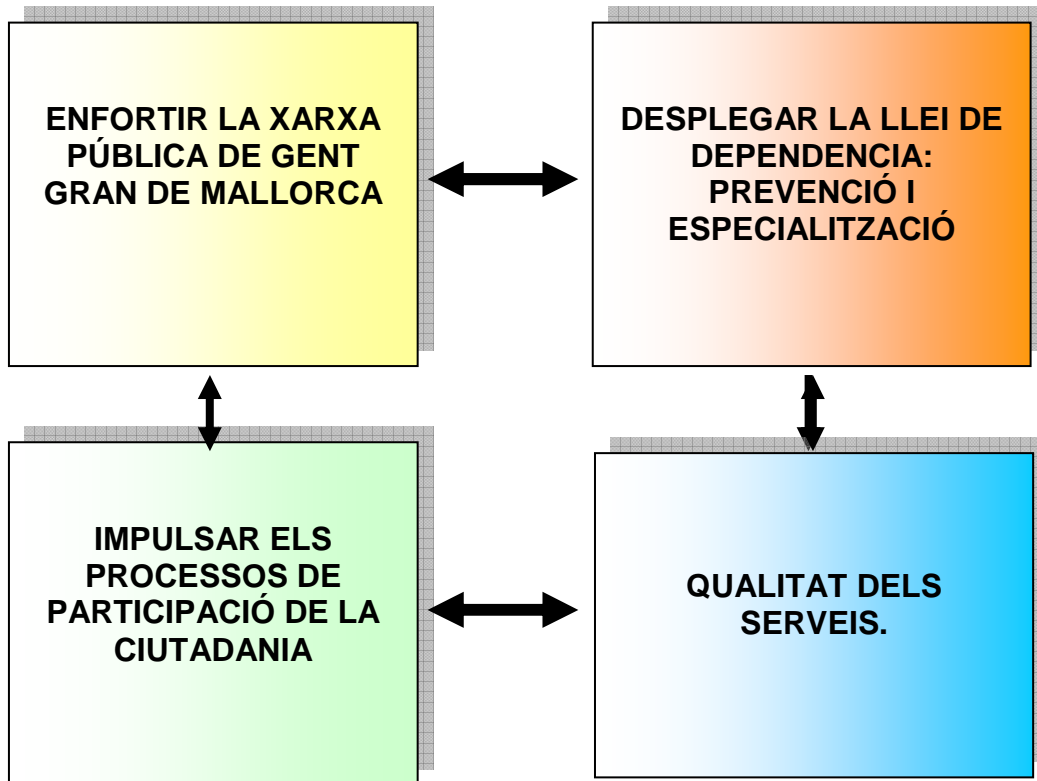 ENFORTIR LA XARXA
PÚBLICA DE GENT
GRAN DE MALLORCA
DESPLEGAR LA LLEI DE
DEPENDENCIA:
PREVENCIÓ I
ESPECIALITZACIÓ
IMPULSAR ELS
PROCESSOS DE
PARTICIPACIÓ DE LA
CIUTADANIA
QUALITAT DELS
SERVEIS.